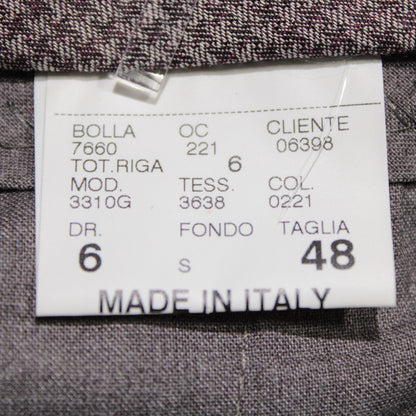 BOLLA OC CLIENTE
7660 221 06398
TOT.RIGA 6
MOD. TESS. COL.
3310G 3638 0221
DR. FONDO TAGLIA
6 S 48
MADE IN ITALY